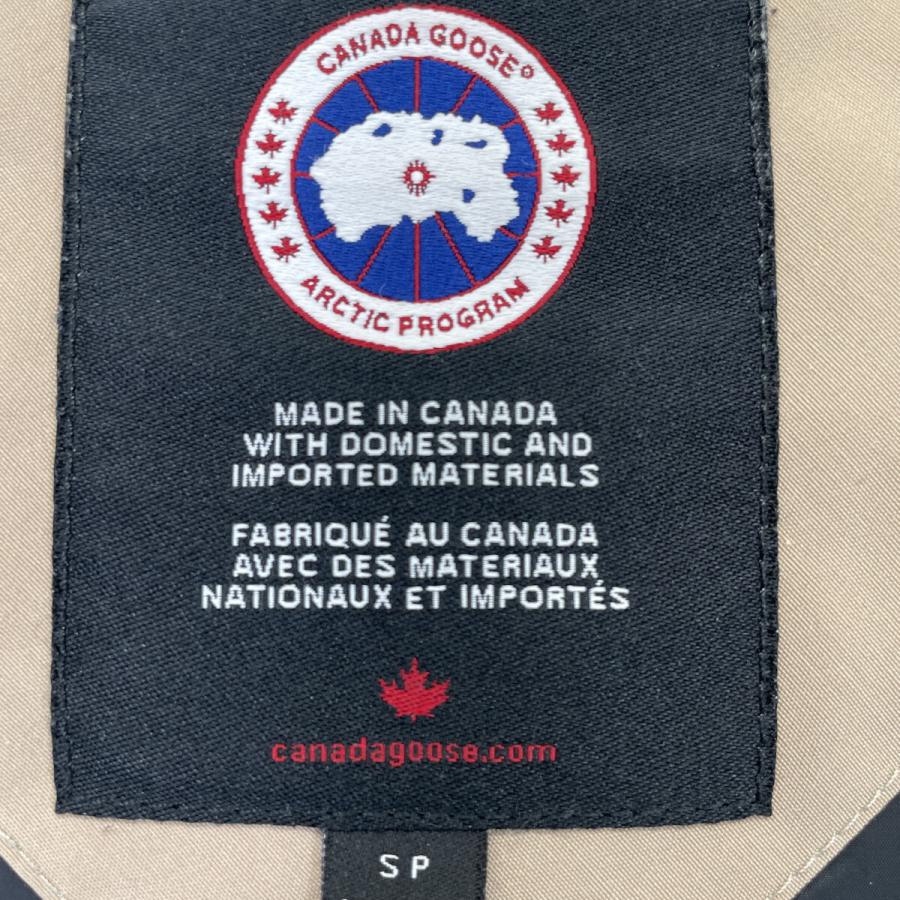 CANADA GOOSE®
ARCTIC PROGRAM
MADE IN CANADA
WITH DOMESTIC AND
IMPORTED MATERIALS
FABRIQUÉ AU CANADA
AVEC DES MATERIAUX
NATIONAUX ET IMPORTÉS
canadagoose.com
SP